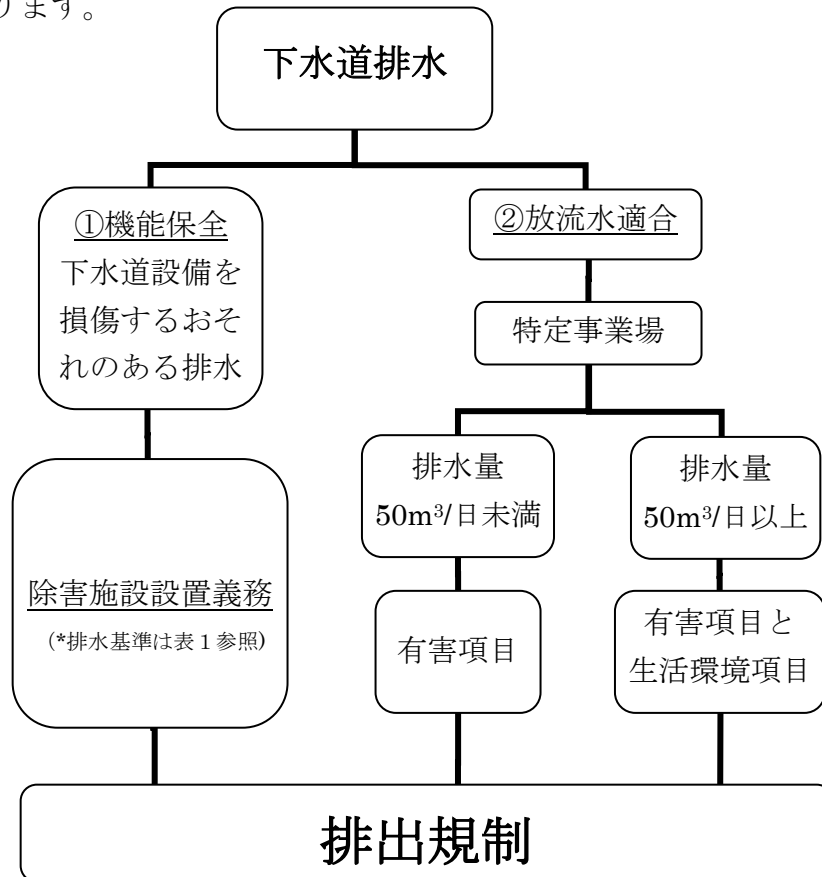 ります。
下水道排水
①機能保全
下水道設備を
損傷するおそ
れのある排水
②放流水適合
特定事業場
排水量
50m³/日未満
排水量
50m³/日以上
除害施設設置義務
(*排水基準は表１参照)
有害項目
有害項目と
生活環境項目
排出規制